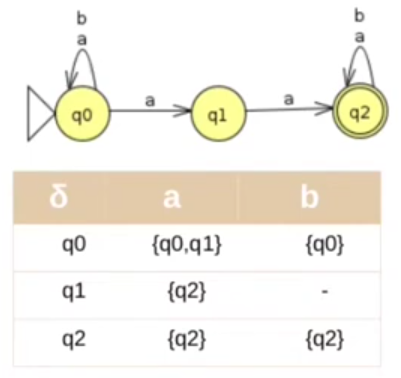 b b
a a
q0 a q1 a q2
δ a b
q0 {q0,q1} {q0}
q1 {q2} -
q2 {q2} {q2}